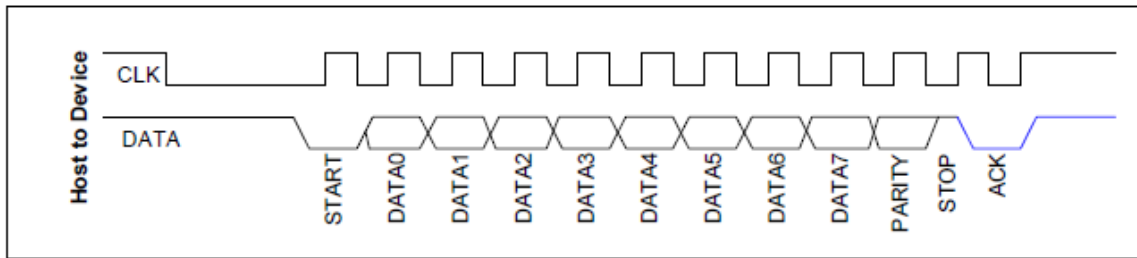 Host to Device
CLK
DATA
START
DATA0
DATA1
DATA2
DATA3
DATA4
DATA5
DATA6
DATA7
PARITY
STOP
ACK